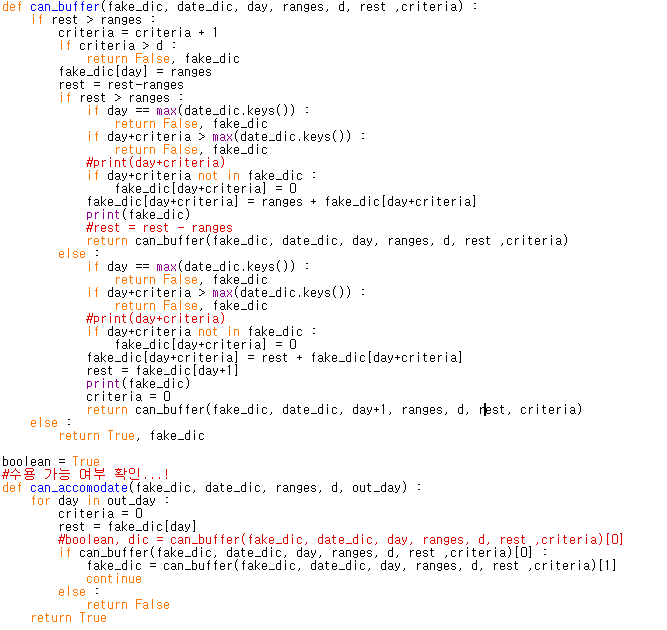 def can_buffer(fake_dic, date_dic, day, ranges, d, rest ,criteria) :
    if rest > ranges :
        criteria = criteria + 1
        if criteria > d :
            return False, fake_dic
        fake_dic[day] = ranges
        rest = rest-ranges
        if rest > ranges :
            if day == max(date_dic.keys()) :
                return False, fake_dic
            if day+criteria > max(date_dic.keys()) :
                return False, fake_dic
            #print(day+criteria)
            if day+criteria not in fake_dic :
                fake_dic[day+criteria] = 0
            fake_dic[day+criteria] = ranges + fake_dic[day+criteria]
            print(fake_dic)
            #rest = rest - ranges
            return can_buffer(fake_dic, date_dic, day, ranges, d, rest ,criteria)
        else :
            if day == max(date_dic.keys()) :
                return False, fake_dic
            if day+criteria > max(date_dic.keys()) :
                return False, fake_dic
            #print(day+criteria)
            if day+criteria not in fake_dic :
                fake_dic[day+criteria] = 0
            fake_dic[day+criteria] = rest + fake_dic[day+criteria]
            rest = fake_dic[day+1]
            print(fake_dic)
            criteria = 0
            return can_buffer(fake_dic, date_dic, day+1, ranges, d, rest, criteria)
    else :
        return True, fake_dic

boolean = True
#수용 가능 여부 확인...!
def can_accomodate(fake_dic, date_dic, ranges, d, out_day) :
    for day in out_day :
        criteria = 0
        rest = fake_dic[day]
        #boolean, dic = can_buffer(fake_dic, date_dic, day, ranges, d, rest ,criteria)[0]
        if can_buffer(fake_dic, date_dic, day, ranges, d, rest ,criteria)[0] :
            fake_dic = can_buffer(fake_dic, date_dic, day, ranges, d, rest ,criteria)[1]
            continue
        else :
            return False
    return True